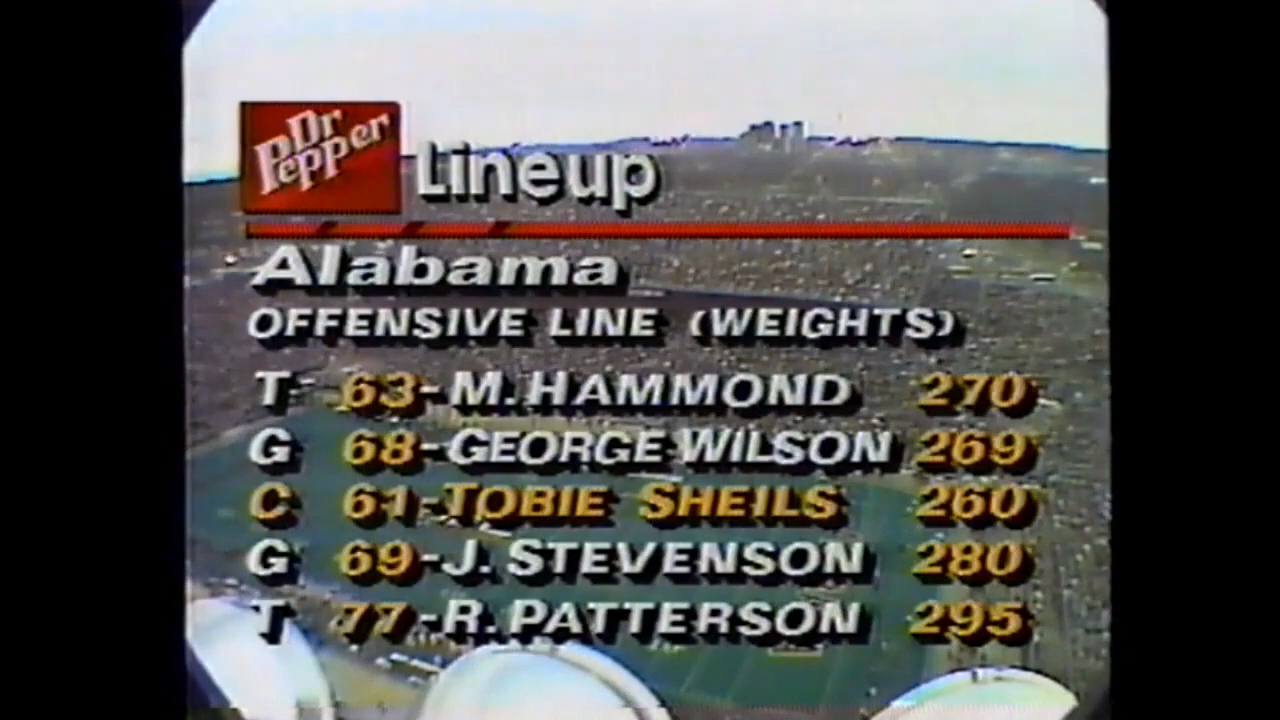 Dr Pepper Lineup
Alabama
OFFENSIVE LINE (WEIGHTS)
T 63-M. HAMMOND 270
G 68-GEORGE WILSON 269
C 61-TOBIE SHEILS 260
G 69-J. STEVENSON 280
T 77-R. PATTERSON 295